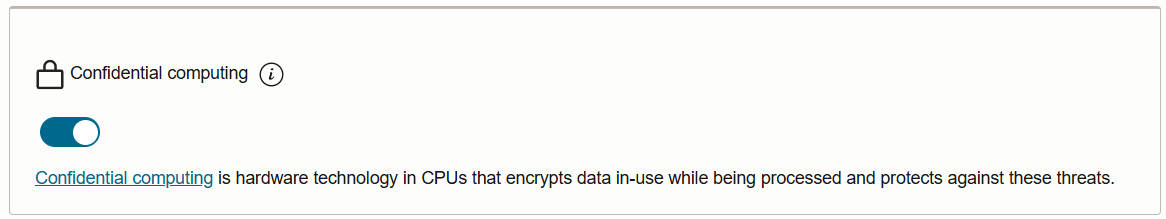 Confidential computing i
Confidential computing is hardware technology in CPUs that encrypts data in-use while being processed and protects against these threats.